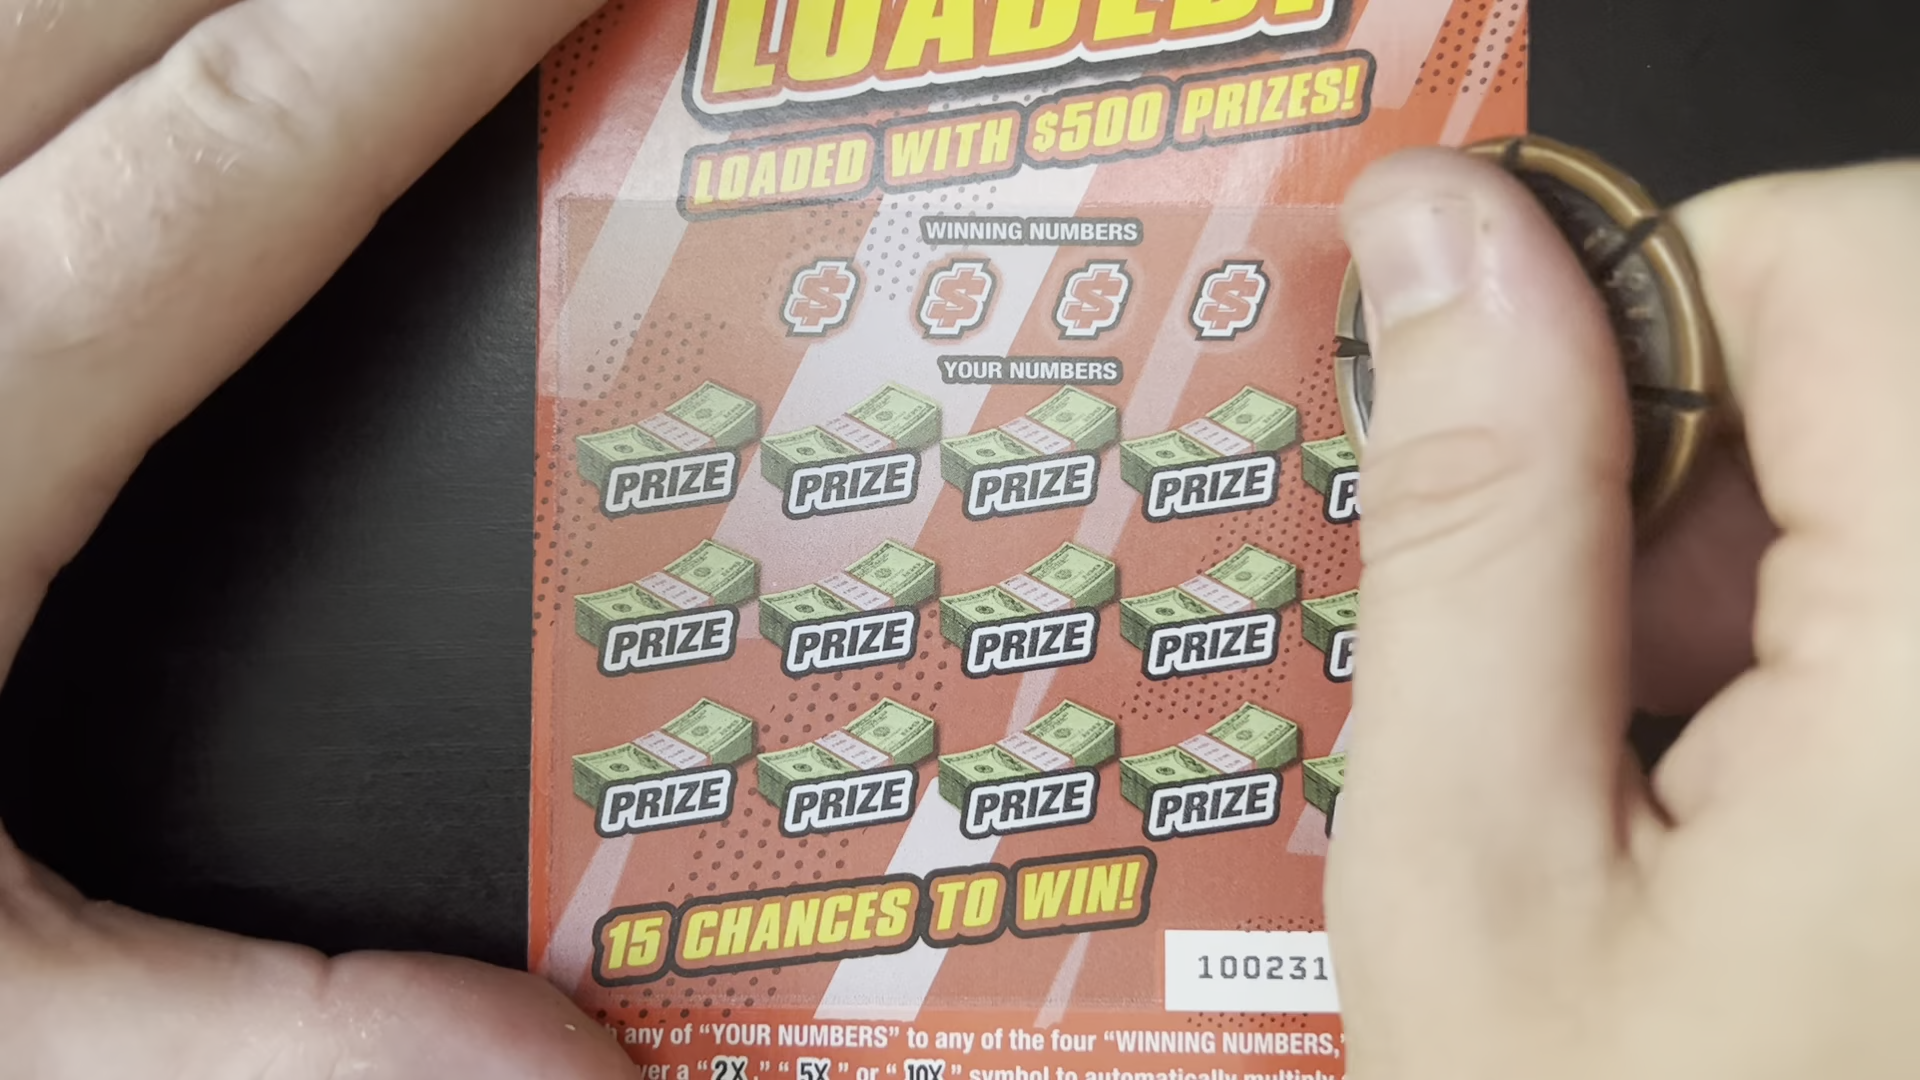 LOADED!
LOADED WITH $500 PRIZES!
WINNING NUMBERS
$ $ $ $
YOUR NUMBERS
PRIZE PRIZE PRIZE PRIZE
PRIZE PRIZE PRIZE PRIZE
PRIZE PRIZE PRIZE PRIZE
15 CHANCES TO WIN!
100231
any of “YOUR NUMBERS” to any of the four “WINNING NUMBERS,”
a “2X,” “5X” or “10X” symbol to automatically multiply